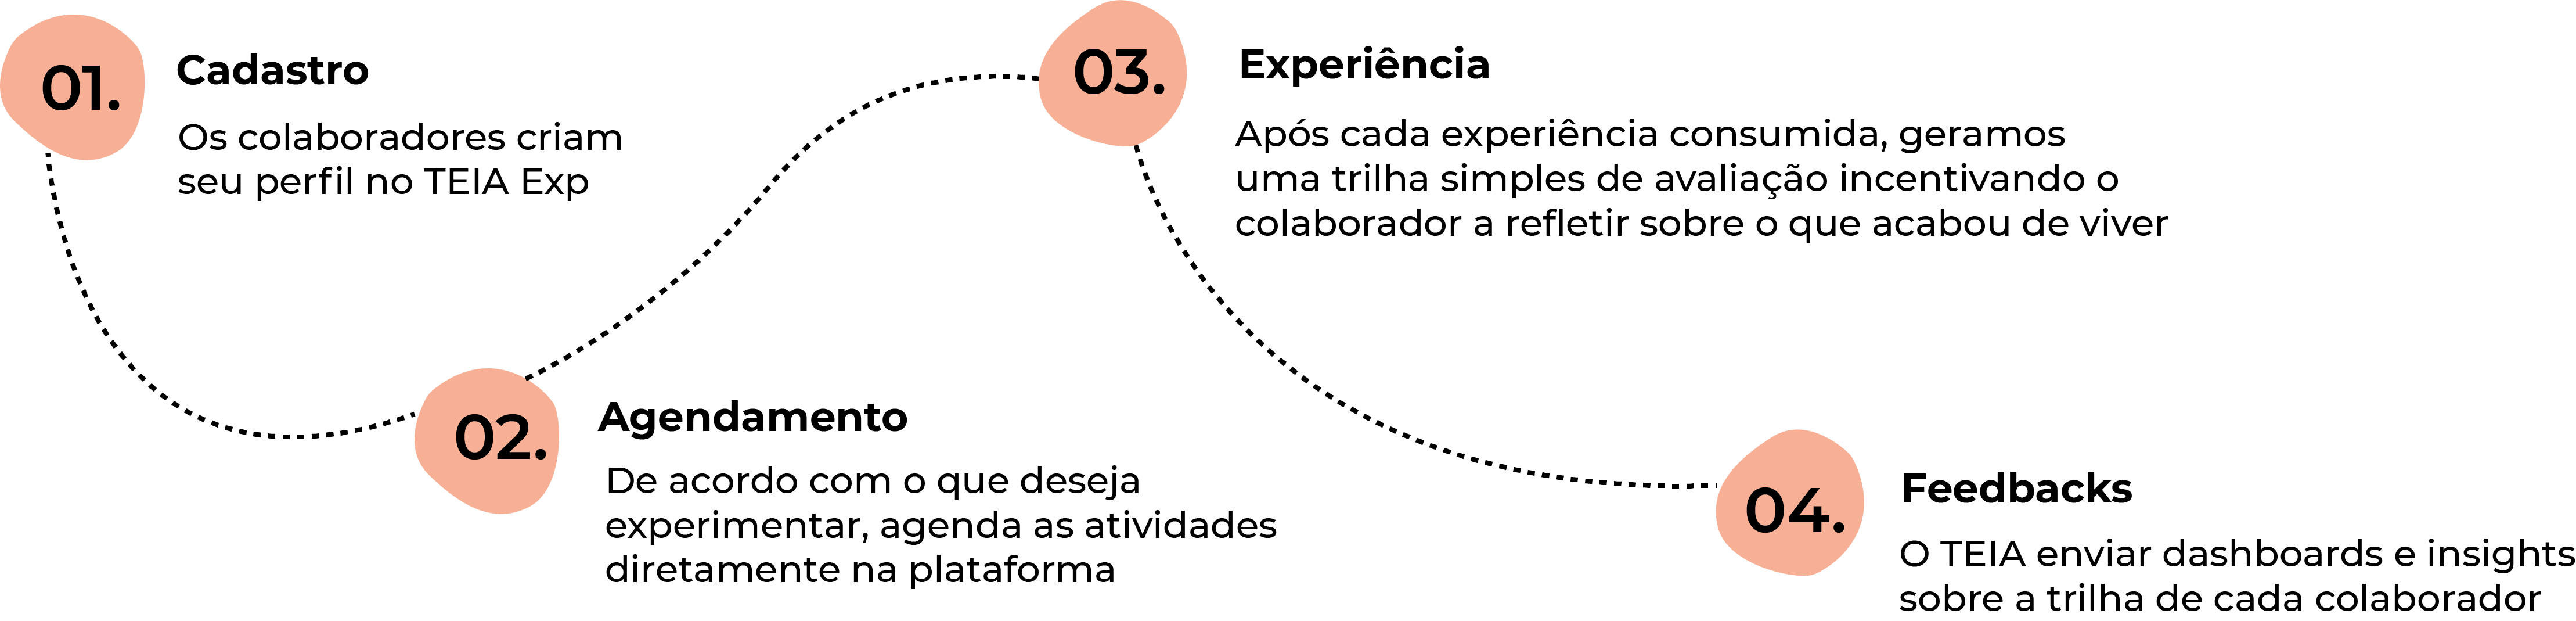 01.
Cadastro
Os colaboradores criam
seu perfil no TEIA Exp
02.
Agendamento
De acordo com o que deseja
experimentar, agenda as atividades
diretamente na plataforma
03.
Experiência
Após cada experiência consumida, geramos
uma trilha simples de avaliação incentivando o
colaborador a refletir sobre o que acabou de viver
04.
Feedbacks
O TEIA enviar dashboards e insights
sobre a trilha de cada colaborador